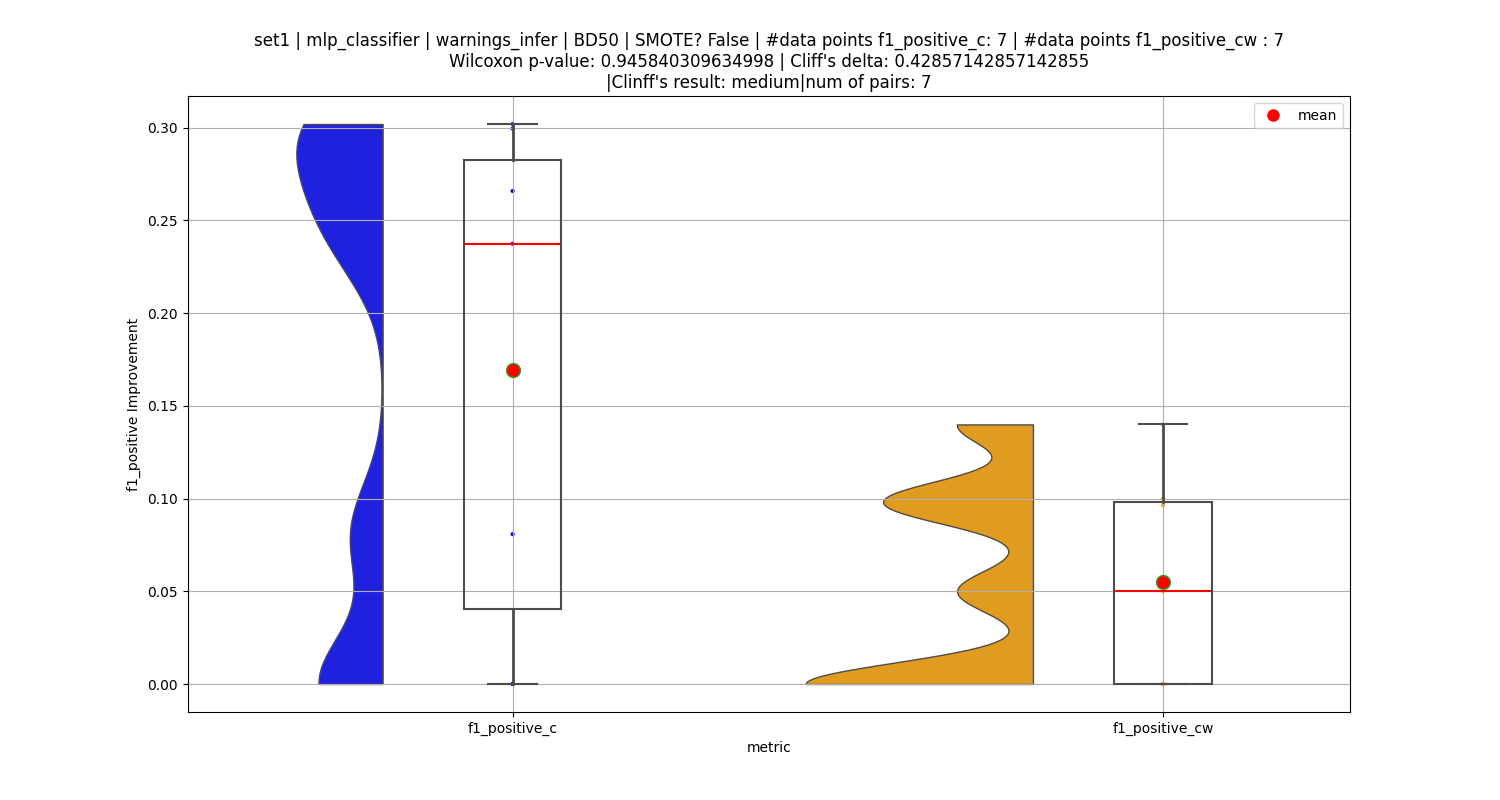 set1 | mlp_classifier | warnings_infer | BD50 | SMOTE? False | #data points f1_positive_c: 7 | #data points f1_positive_cw : 7
Wilcoxon p-value: 0.945840309634998 | Cliff's delta: 0.42857142857142855
|Clinff's result: medium|num of pairs: 7
mean
0.30
0.25
0.20
0.15
0.10
0.05
0.00
f1_positive Improvement
f1_positive_c
f1_positive_cw
metric